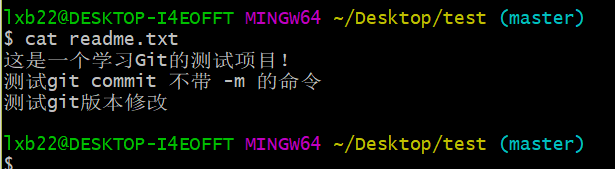 lxb22@DESKTOP-I4EOFFT MINGW64 ~/Desktop/test (master)
$ cat readme.txt
这是一个学习Git的测试项目！
测试git commit 不带 -m 的命令
测试git版本修改
lxb22@DESKTOP-I4EOFFT MINGW64 ~/Desktop/test (master)
$